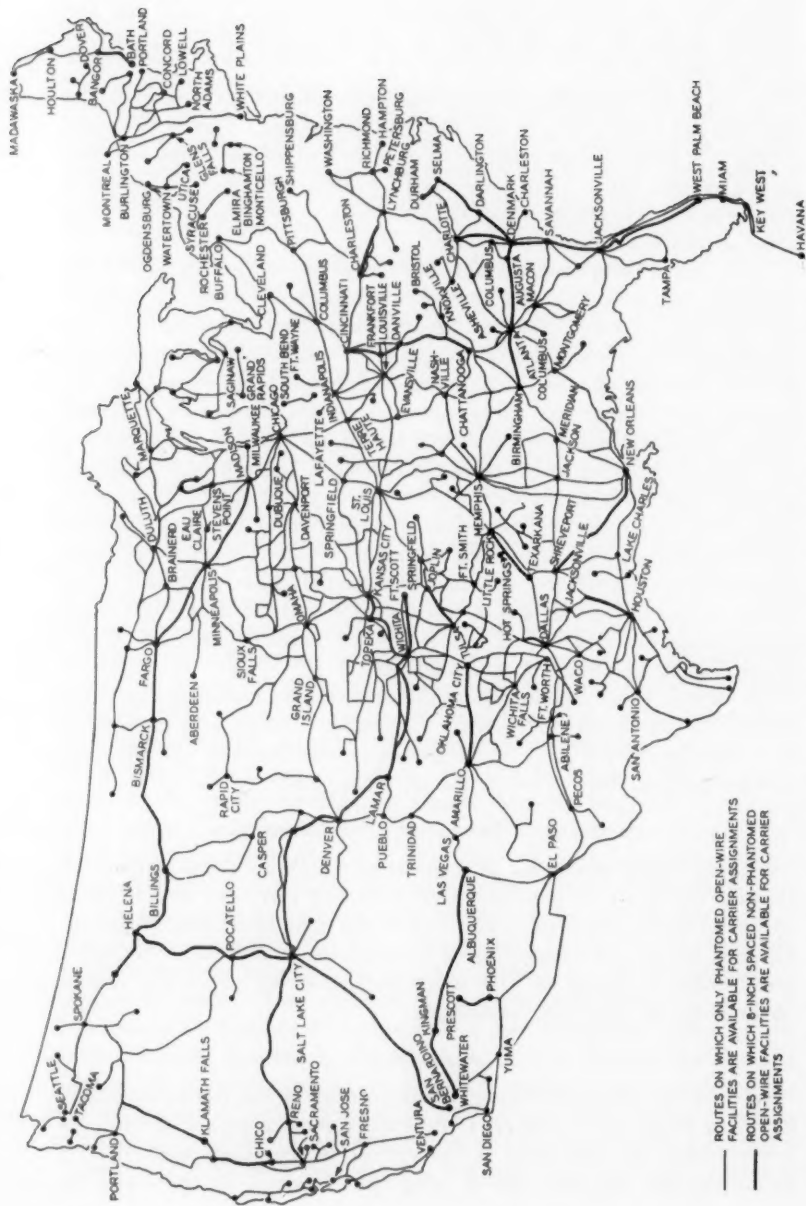 SEATTLE
TACOMA
SPOKANE
PORTLAND
KLAMATH FALLS
CHICO
RENO
SACRAMENTO
SAN JOSE
FRESNO
VENTURA
SAN
BERNARDINO
WHITEWATER
SAN DIEGO
YUMA
KINGMAN
PRESCOTT
PHOENIX
HELENA
BILLINGS
POCATELLO
SALT LAKE CITY
CASPER
DENVER
PUEBLO
TRINIDAD
LAS VEGAS
ALBUQUERQUE
EL PASO
LAMAR
AMARILLO
PECOS
ABILENE
BISMARCK
FARGO
ABERDEEN
RAPID
CITY
SIOUX
FALLS
GRAND
ISLAND
OMAHA
TOPEKA
WICHITA
OKLAHOMA CITY
TULSA
WICHITA
FALLS
FT. WORTH
DALLAS
WACO
SAN ANTONIO
HOUSTON
DULUTH
BRAINERD
MINNEAPOLIS
EAU
CLAIRE
STEVENS
POINT
MADISON
MILWAUKEE
MARQUETTE
SAGINAW
GRAND
RAPIDS
CHICAGO
SOUTH BEND
FT. WAYNE
DUBUQUE
DAVENPORT
LAFAYETTE
SPRINGFIELD
ST.
LOUIS
TERRE
HAUTE
INDIANAPOLIS
KANSAS CITY
FT. SCOTT
SPRINGFIELD
JOPLIN
FT. SMITH
LITTLE ROCK
HOT SPRINGS
MEMPHIS
TEXARKANA
SHREVEPORT
JACKSONVILLE
LAKE CHARLES
NEW ORLEANS
JACKSON
MERIDIAN
BIRMINGHAM
CHATTANOOGA
NASH-
VILLE
EVANSVILLE
LOUISVILLE
FRANKFORT
DANVILLE
CINCINNATI
COLUMBUS
CLEVELAND
PITTSBURGH
SHIPPENSBURG
BUFFALO
ROCHESTER
SYRACUSE
WATERTOWN
OGDENSBURG
UTICA
GLENS
FALLS
ELMIRA
BINGHAMTON
MONTICELLO
MONTREAL
BURLINGTON
MADAWASKA
HOULTON
DOVER
BANGOR
BATH
PORTLAND
CONCORD
LOWELL
NORTH
ADAMS
WHITE PLAINS
WASHINGTON
RICHMOND
HAMPTON
PETERSBURG
LYNCHBURG
CHARLESTON
DURHAM
SELMA
BRISTOL
KNOXVILLE
ASHEVILLE
CHARLOTTE
DARLINGTON
COLUMBUS
DENMARK
CHARLESTON
SAVANNAH
AUGUSTA
MACON
ATLANTA
COLUMBUS
MONTGOMERY
JACKSONVILLE
TAMPA
WEST PALM BEACH
MIAMI
KEY WEST
HAVANA
ROUTES ON WHICH ONLY PHANTOMED OPEN-WIRE
FACILITIES ARE AVAILABLE FOR CARRIER ASSIGNMENTS
ROUTES ON WHICH 8-INCH SPACED NON-PHANTOMED
OPEN-WIRE FACILITIES ARE AVAILABLE FOR CARRIER
ASSIGNMENTS